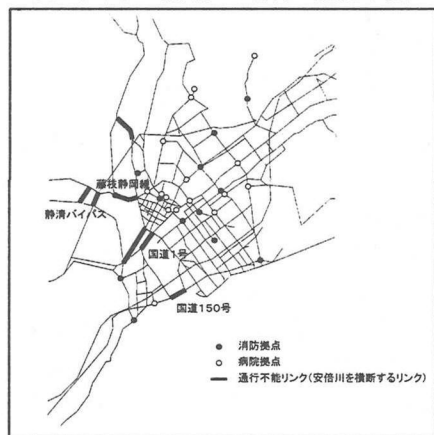 藤枝静岡線
静清バイパス
国道1号
国道150号
消防拠点
病院拠点
通行不能リンク(安倍川を横断するリンク)